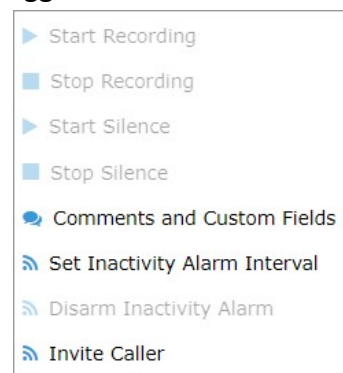 Start Recording
Stop Recording
Start Silence
Stop Silence
Comments and Custom Fields
Set Inactivity Alarm Interval
Disarm Inactivity Alarm
Invite Caller